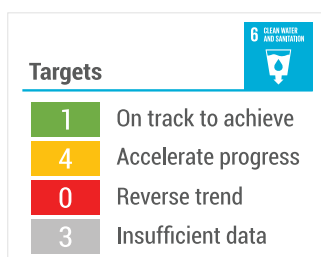 6 CLEAN WATER
AND SANITATION
Targets
1 On track to achieve
4 Accelerate progress
0 Reverse trend
3 Insufficient data